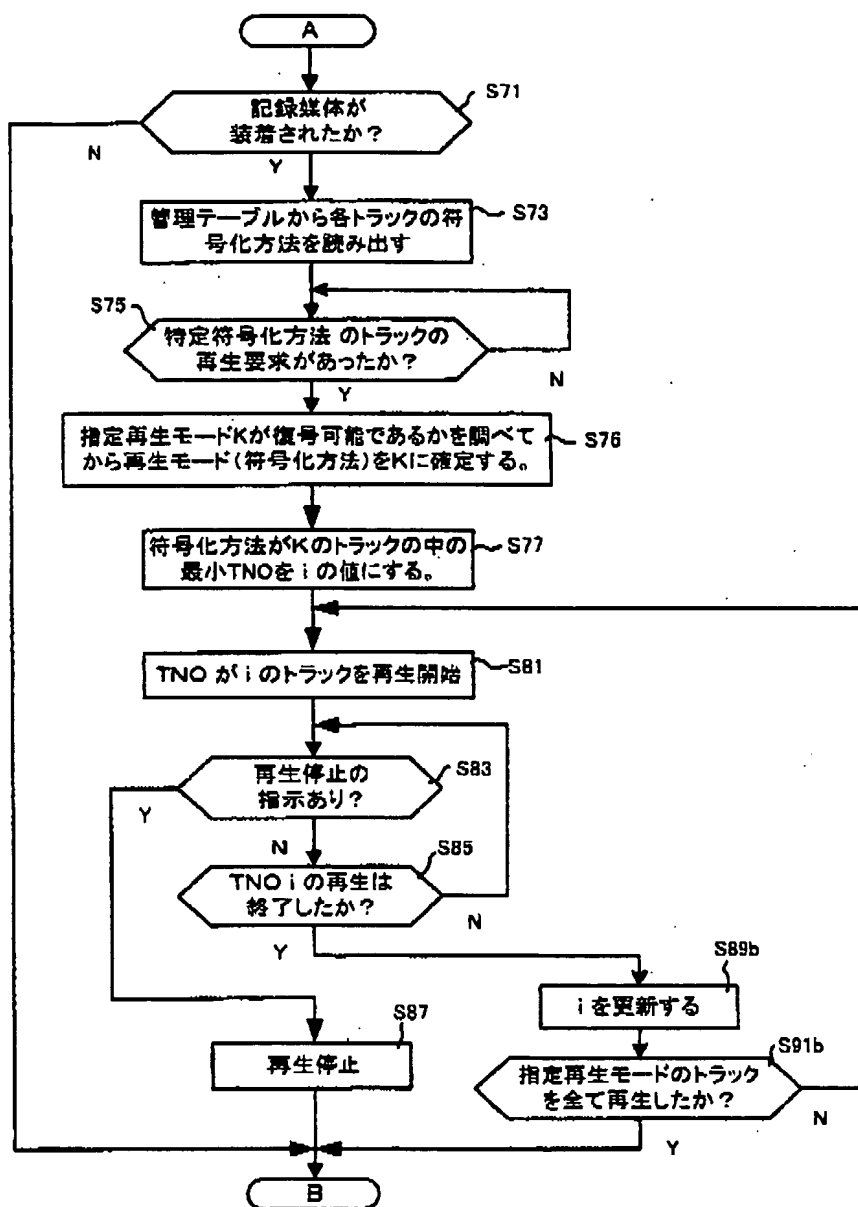 A
S71
記録媒体が
装着されたか?
N
Y
S73
管理テーブルから各トラックの符
号化方法を読み出す
S75
特定符号化方法 のトラックの
再生要求があったか?
N
Y
S76
指定再生モードKが復号可能であるかを調べて
から再生モード(符号化方法)をKに確定する。
S77
符号化方法がKのトラックの中の
最小TNOをiの値にする。
S81
TNO がiのトラックを再生開始
S83
再生停止の
指示あり?
Y
N
S85
TNO i の再生は
終了したか?
N
Y
S89b
iを更新する
S87
再生停止
S91b
指定再生モードのトラック
を全て再生したか?
N
Y
B